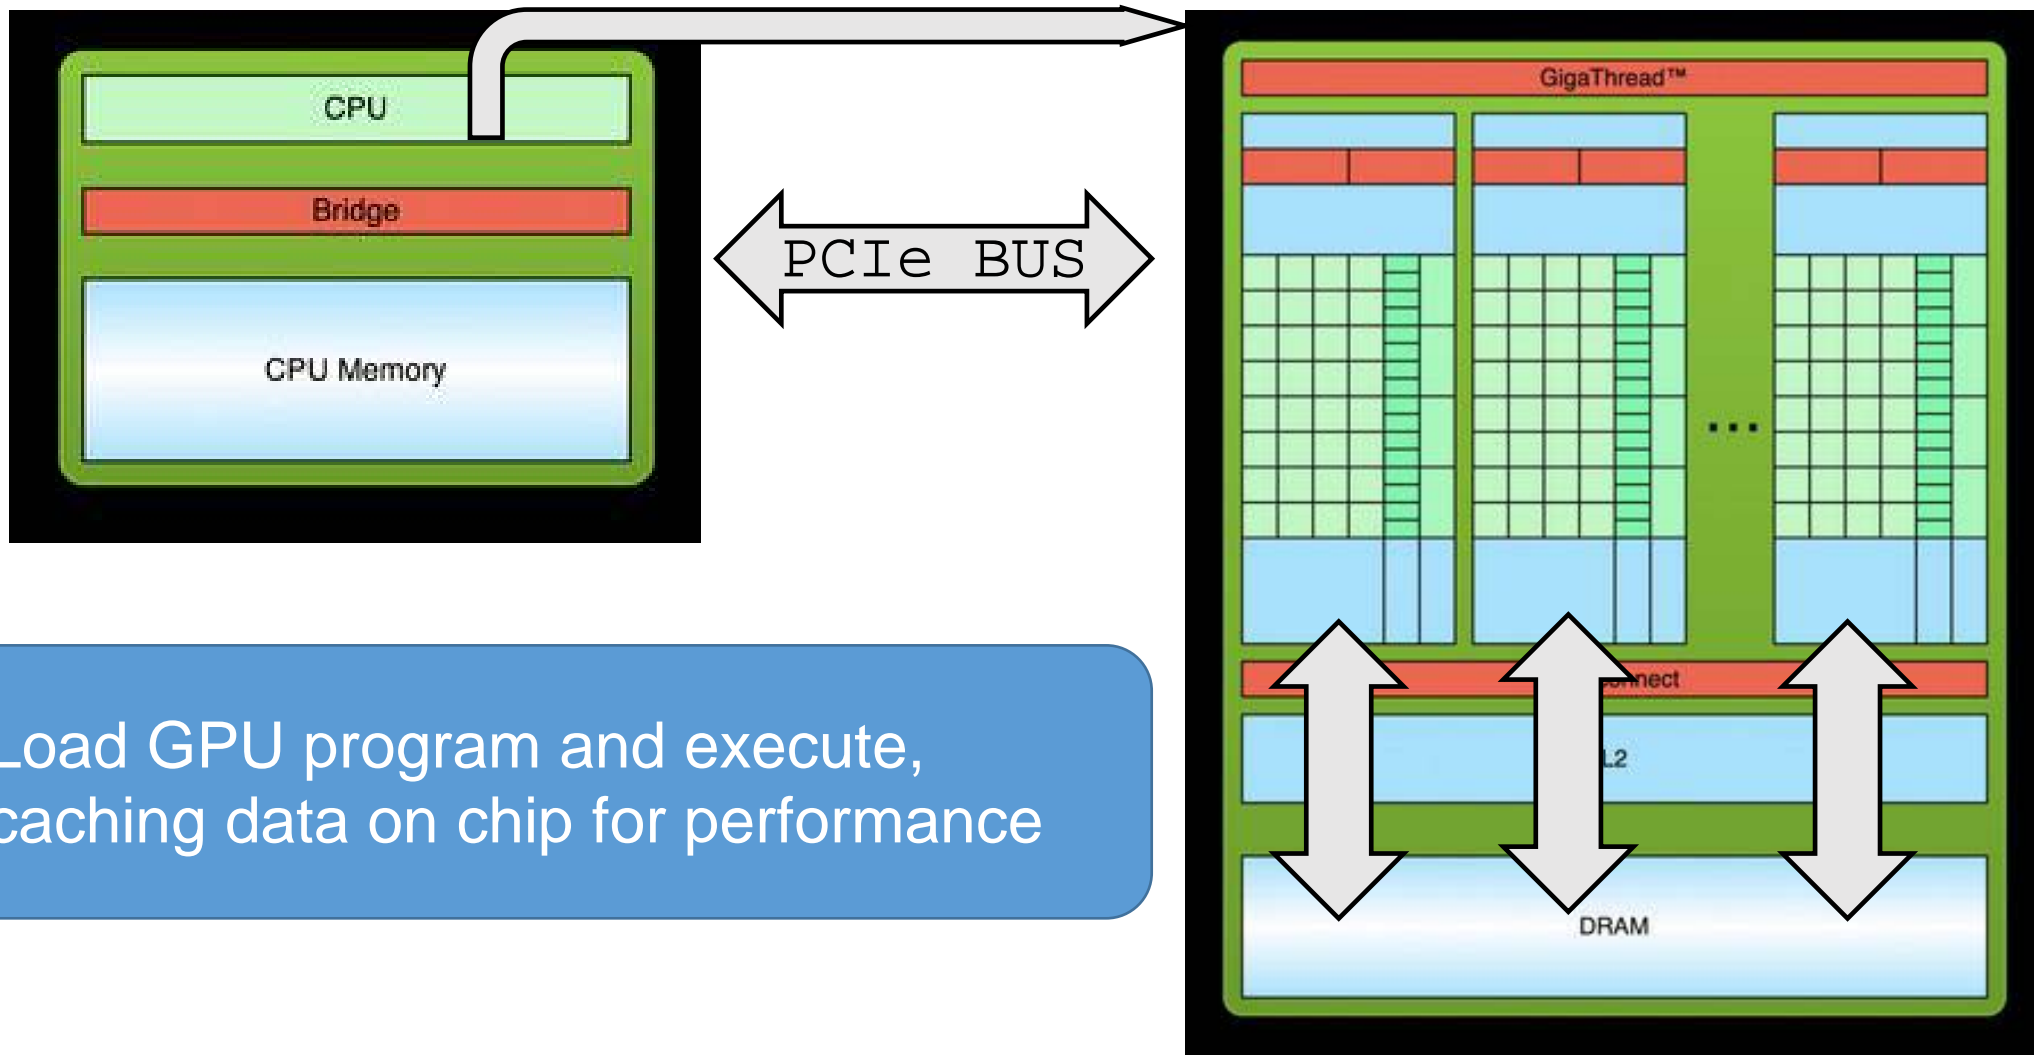 CPU
Bridge
CPU Memory
PCIe BUS
GigaThread™
...
L2
DRAM
Load GPU program and execute,
caching data on chip for performance